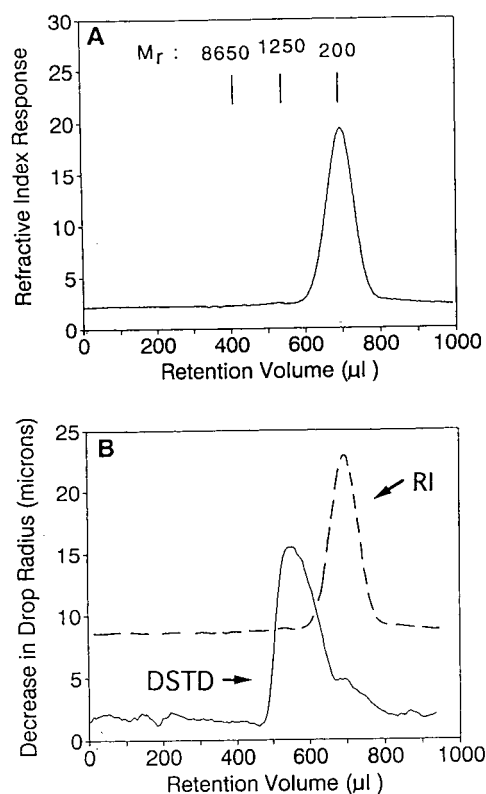 A
M_r : 8650 1250 200
30
25
20
15
10
5
0
Refractive Index Response
0 200 400 600 800 1000
Retention Volume (µl )
B
25
20
15
10
5
0
Decrease in Drop Radius (microns)
RI
DSTD
0 200 400 600 800 1000
Retention Volume (µl )